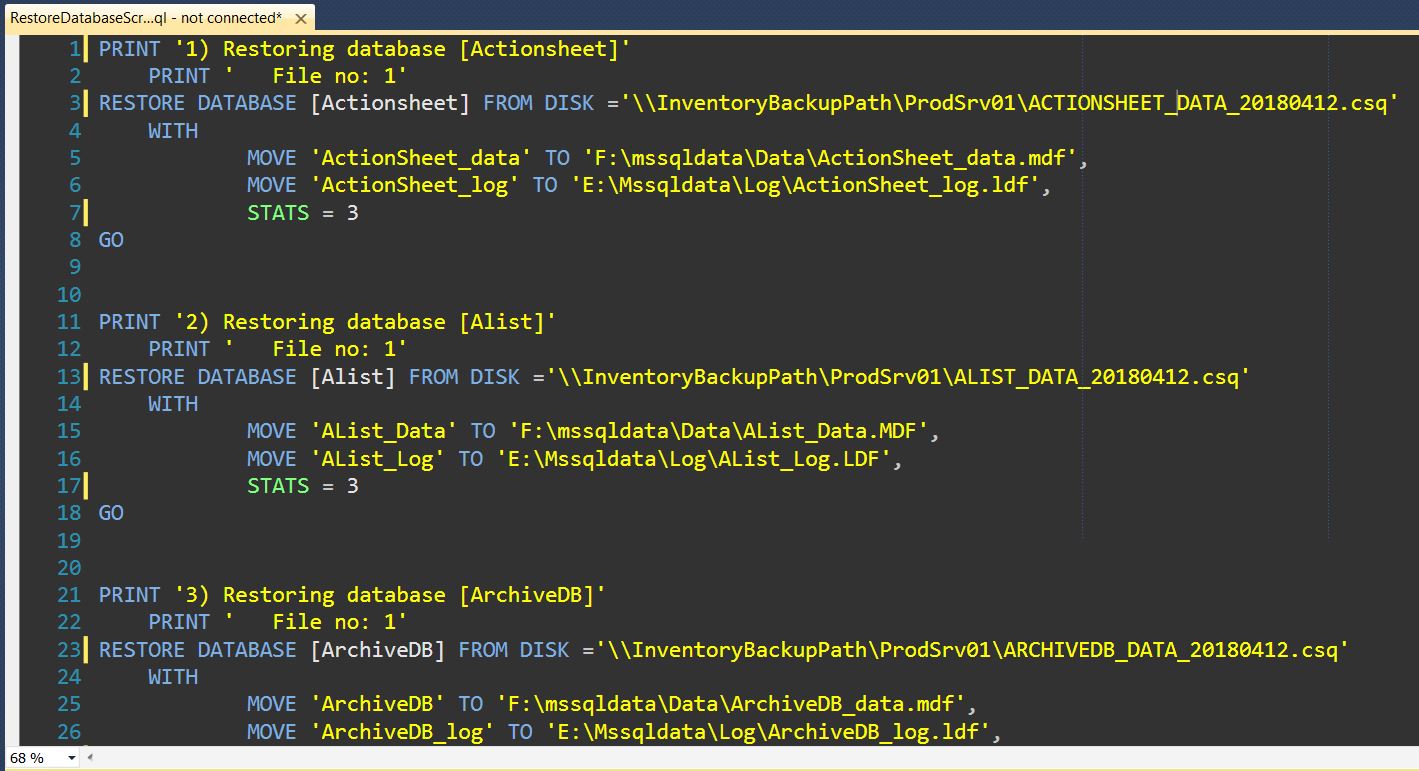 RestoreDatabaseScr...ql - not connected*
1 PRINT '1) Restoring database [Actionsheet]'
2 PRINT '   File no: 1'
3 RESTORE DATABASE [Actionsheet] FROM DISK ='\\InventoryBackupPath\ProdSrv01\ACTIONSHEET_DATA_20180412.csq'
4 WITH
5 MOVE 'ActionSheet_data' TO 'F:\mssqldata\Data\ActionSheet_data.mdf',
6 MOVE 'ActionSheet_log' TO 'E:\Mssqldata\Log\ActionSheet_log.ldf',
7 STATS = 3
8 GO
9
10
11 PRINT '2) Restoring database [Alist]'
12 PRINT '   File no: 1'
13 RESTORE DATABASE [Alist] FROM DISK ='\\InventoryBackupPath\ProdSrv01\ALIST_DATA_20180412.csq'
14 WITH
15 MOVE 'AList_Data' TO 'F:\mssqldata\Data\AList_Data.MDF',
16 MOVE 'AList_Log' TO 'E:\Mssqldata\Log\AList_Log.LDF',
17 STATS = 3
18 GO
19
20
21 PRINT '3) Restoring database [ArchiveDB]'
22 PRINT '   File no: 1'
23 RESTORE DATABASE [ArchiveDB] FROM DISK ='\\InventoryBackupPath\ProdSrv01\ARCHIVEDB_DATA_20180412.csq'
24 WITH
25 MOVE 'ArchiveDB' TO 'F:\mssqldata\Data\ArchiveDB_data.mdf',
26 MOVE 'ArchiveDB_log' TO 'E:\Mssqldata\Log\ArchiveDB_log.ldf',
68 %